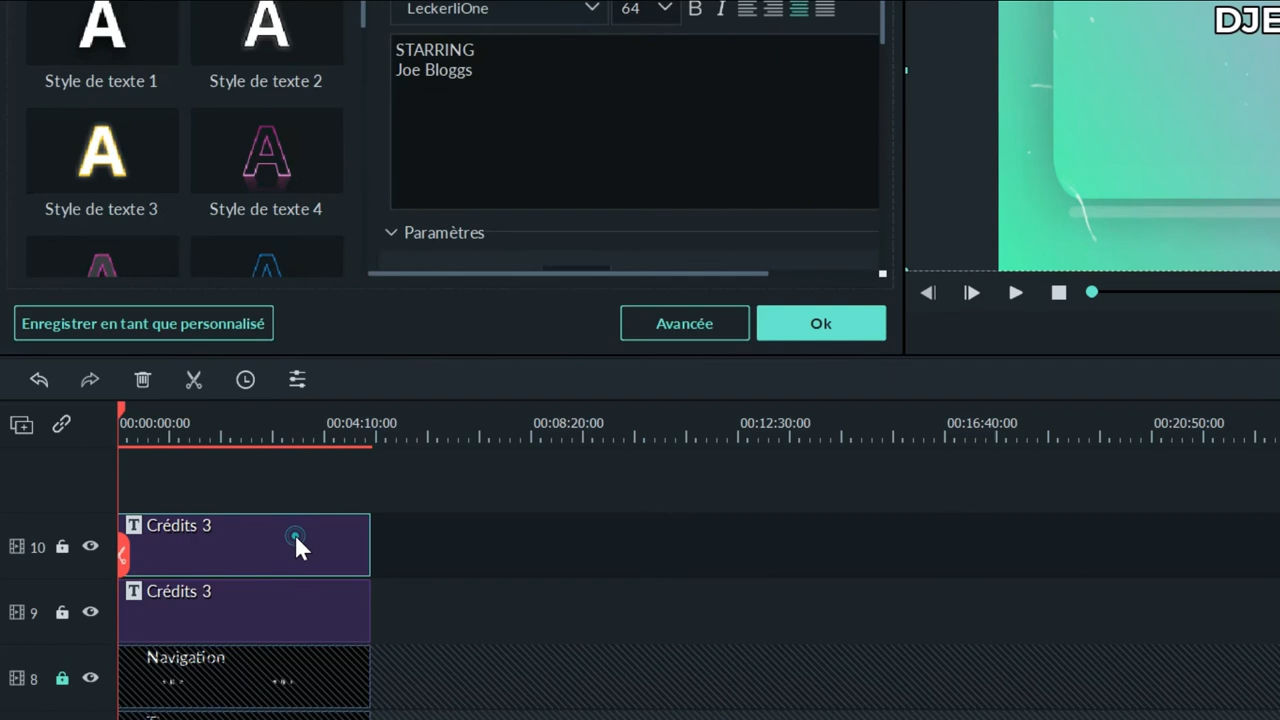 LeckerliOne 64 B I
DJE
A A
Style de texte 1 Style de texte 2
STARRING
Joe Bloggs
A A
Style de texte 3 Style de texte 4
Paramètres
A A
Enregistrer en tant que personnalisé Avancée Ok
00:00:00:00 00:04:10:00 00:08:20:00 00:12:30:00 00:16:40:00 00:20:50:00
10 T Crédits 3
9 T Crédits 3
8 Navigation